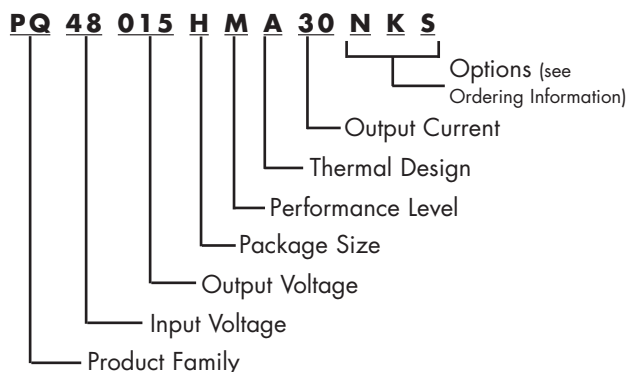 PQ 48 015 H M A 30 N K S
Options (see
Ordering Information)
Output Current
Thermal Design
Performance Level
Package Size
Output Voltage
Input Voltage
Product Family